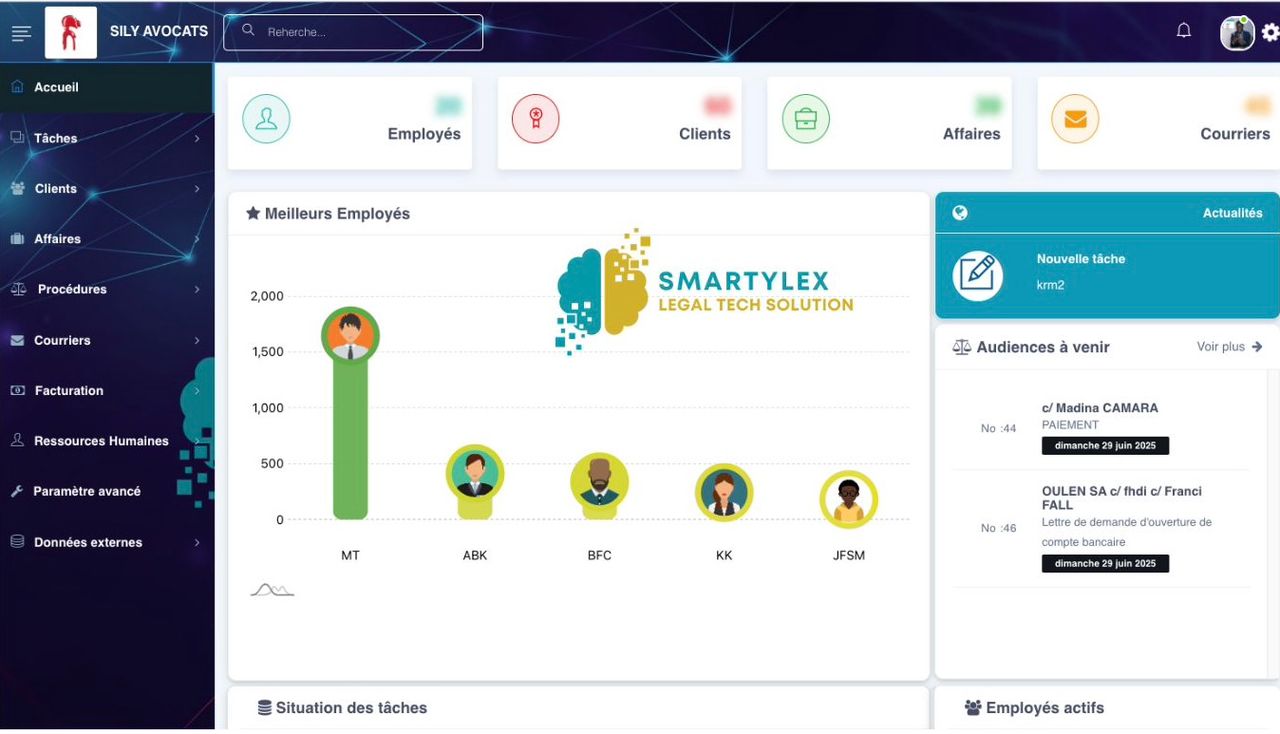 SILY AVOCATS
Reherche...
Accueil
Tâches
Clients
Affaires
Procédures
Courriers
Facturation
Ressources Humaines
Paramètre avancé
Données externes
Employés
Clients
Affaires
Courriers
Meilleurs Employés
SMARTYLEX
LEGAL TECH SOLUTION
2,000
1,500
1,000
500
0
MT
ABK
BFC
KK
JFSM
Actualités
Nouvelle tâche
krm2
Audiences à venir
Voir plus
No :44
c/ Madina CAMARA
PAIEMENT
dimanche 29 juin 2025
No :46
OULEN SA c/ fhdi c/ Franci
FALL
Lettre de demande d'ouverture de
compte bancaire
dimanche 29 juin 2025
Situation des tâches
Employés actifs